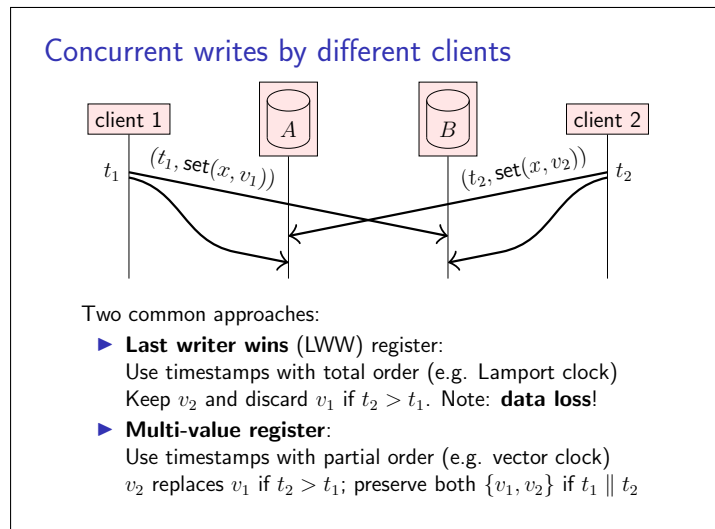 Concurrent writes by different clients
client 1
A
B
client 2
t₁
(t₁, set(x, v₁))
(t₂, set(x, v₂))
t₂
Two common approaches:
▶ Last writer wins (LWW) register:
Use timestamps with total order (e.g. Lamport clock)
Keep v₂ and discard v₁ if t₂ > t₁. Note: data loss!
▶ Multi-value register:
Use timestamps with partial order (e.g. vector clock)
v₂ replaces v₁ if t₂ > t₁; preserve both {v₁, v₂} if t₁ ∥ t₂